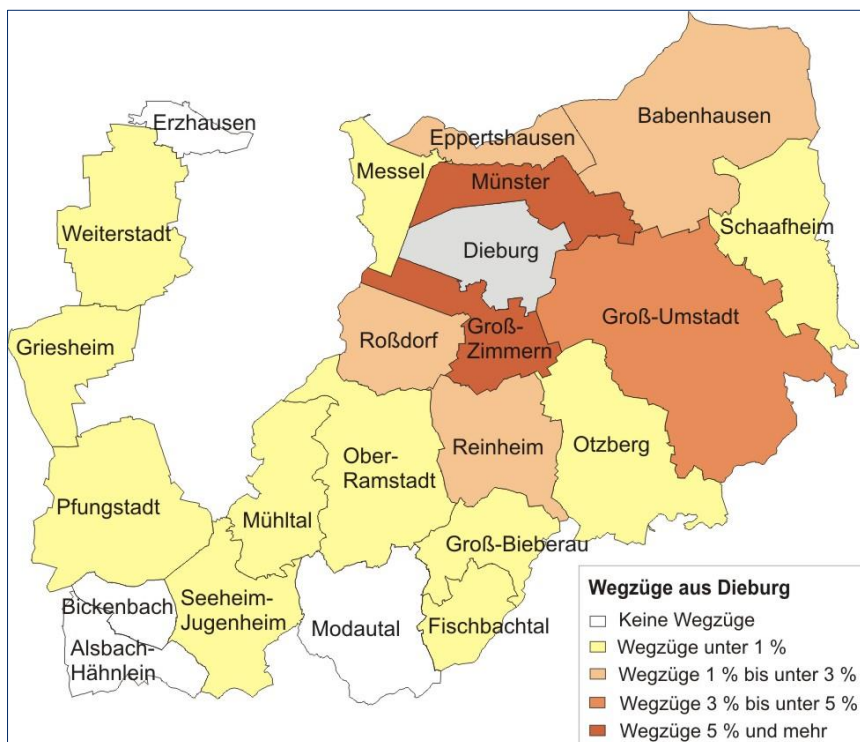 Erzhausen
Babenhausen
Eppertshausen
Messel
Münster
Schaafheim
Weiterstadt
Dieburg
Groß-Umstadt
Groß-
Zimmern
Roßdorf
Griesheim
Reinheim
Otzberg
Ober-
Ramstadt
Pfungstadt
Mühltal
Groß-Bieberau
Bickenbach
Seeheim-
Jugenheim
Modautal
Fischbachtal
Alsbach-
Hähnlein
Wegzüge aus Dieburg
Keine Wegzüge
Wegzüge unter 1 %
Wegzüge 1 % bis unter 3 %
Wegzüge 3 % bis unter 5 %
Wegzüge 5 % und mehr